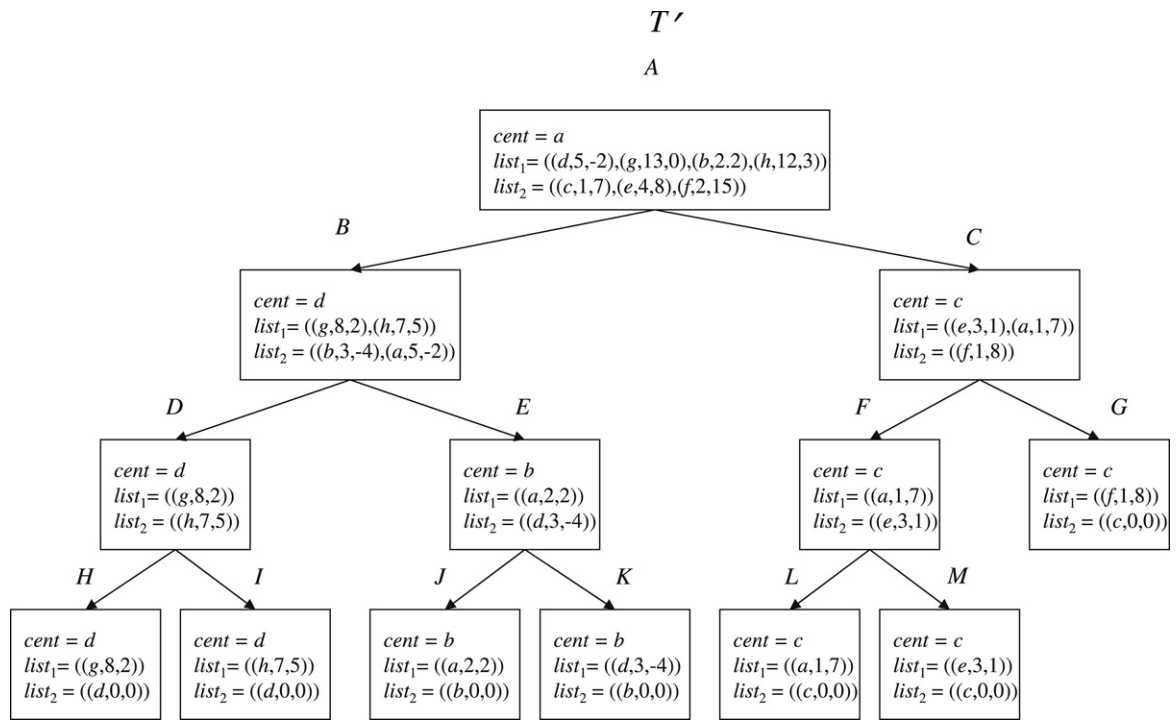 T′
A
cent = a
list₁ = ((d,5,-2),(g,13,0),(b,2.2),(h,12,3))
list₂ = ((c,1,7),(e,4,8),(f,2,15))
B
C
cent = d
list₁= ((g,8,2),(h,7,5))
list₂ = ((b,3,-4),(a,5,-2))
cent = c
list₁= ((e,3,1),(a,1,7))
list₂ = ((f,1,8))
D
E
F
G
cent = d
list₁= ((g,8,2))
list₂ = ((h,7,5))
cent = b
list₁= ((a,2,2))
list₂ = ((d,3,-4))
cent = c
list₁= ((a,1,7))
list₂ = ((e,3,1))
cent = c
list₁= ((f,1,8))
list₂ = ((c,0,0))
H
I
J
K
L
M
cent = d
list₁= ((g,8,2))
list₂ = ((d,0,0))
cent = d
list₁= ((h,7,5))
list₂ = ((d,0,0))
cent = b
list₁= ((a,2,2))
list₂ = ((b,0,0))
cent = b
list₁= ((d,3,-4))
list₂ = ((b,0,0))
cent = c
list₁= ((a,1,7))
list₂ = ((c,0,0))
cent = c
list₁= ((e,3,1))
list₂ = ((c,0,0))